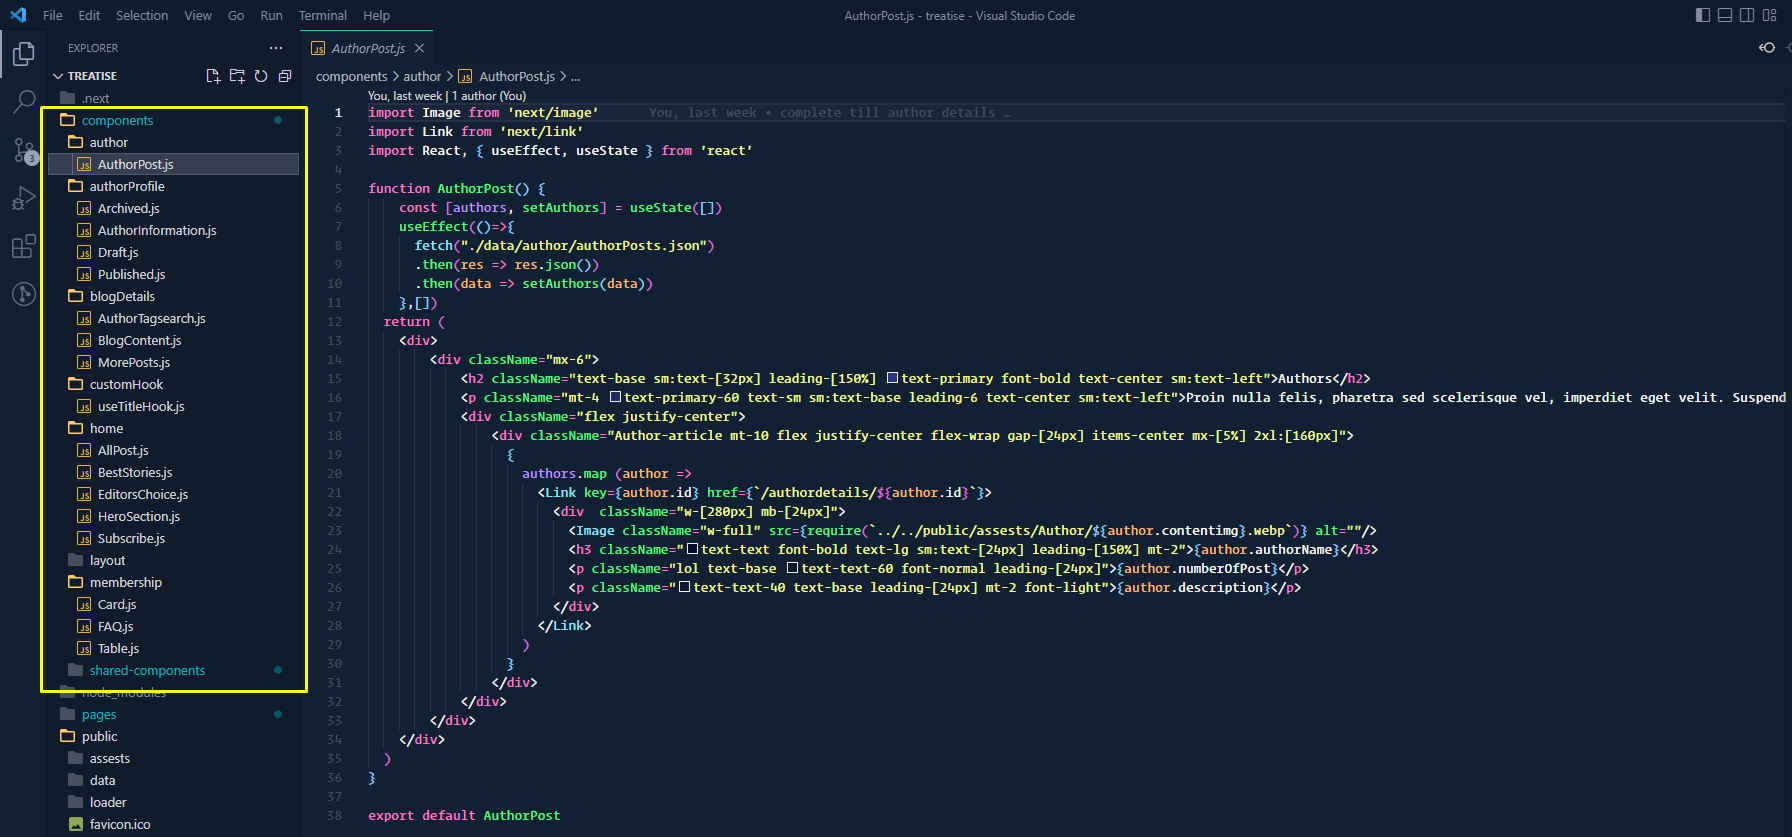 File Edit Selection View Go Run Terminal Help
AuthorPost.js - treatise - Visual Studio Code
EXPLORER
TREATISE
.next
components
author
AuthorPost.js
authorProfile
Archived.js
AuthorInformation.js
Draft.js
Published.js
blogDetails
AuthorTagsearch.js
BlogContent.js
MorePosts.js
customHook
useTitleHook.js
home
AllPost.js
BestStories.js
EditorsChoice.js
HeroSection.js
Subscribe.js
layout
membership
Card.js
FAQ.js
Table.js
shared-components
node_modules
pages
public
assests
data
loader
favicon.ico
3
JS AuthorPost.js
components > author > JS AuthorPost.js > ...
You, last week | 1 author (You)
1 import Image from 'next/image' You, last week • complete till author details …
2 import Link from 'next/link'
3 import React, { useEffect, useState } from 'react'
4
5 function AuthorPost() {
6 const [authors, setAuthors] = useState([])
7 useEffect(()=>{
8 fetch("./data/author/authorPosts.json")
9 .then(res => res.json())
10 .then(data => setAuthors(data))
11 },[])
12 return (
13 <div>
14 <div className="mx-6">
15 <h2 className="text-base sm:text-[32px] leading-[150%] text-primary font-bold text-center sm:text-left">Authors</h2>
16 <p className="mt-4 text-primary-60 text-sm sm:text-base leading-6 text-center sm:text-left">Proin nulla felis, pharetra sed scelerisque vel, imperdiet eget velit. Suspend
17 <div className="flex justify-center">
18 <div className="Author-article mt-10 flex justify-center flex-wrap gap-[24px] items-center mx-[5%] 2xl:[160px]">
19 {
20 authors.map (author =>
21 <Link key={author.id} href={`/authordetails/${author.id}`}>
22 <div  className="w-[280px] mb-[24px]">
23 <Image className="w-full" src={require(`../../public/assests/Author/${author.contentimg}.webp`)} alt=""/>
24 <h3 className="text-text font-bold text-lg sm:text-[24px] leading-[150%] mt-2">{author.authorName}</h3>
25 <p className="lol text-base text-text-60 font-normal leading-[24px]">{author.numberOfPost}</p>
26 <p className="text-text-40 text-base leading-[24px] mt-2 font-light">{author.description}</p>
27 </div>
28 </Link>
29 )
30 }
31 </div>
32 </div>
33 </div>
34 </div>
35 )
36 }
37
38 export default AuthorPost